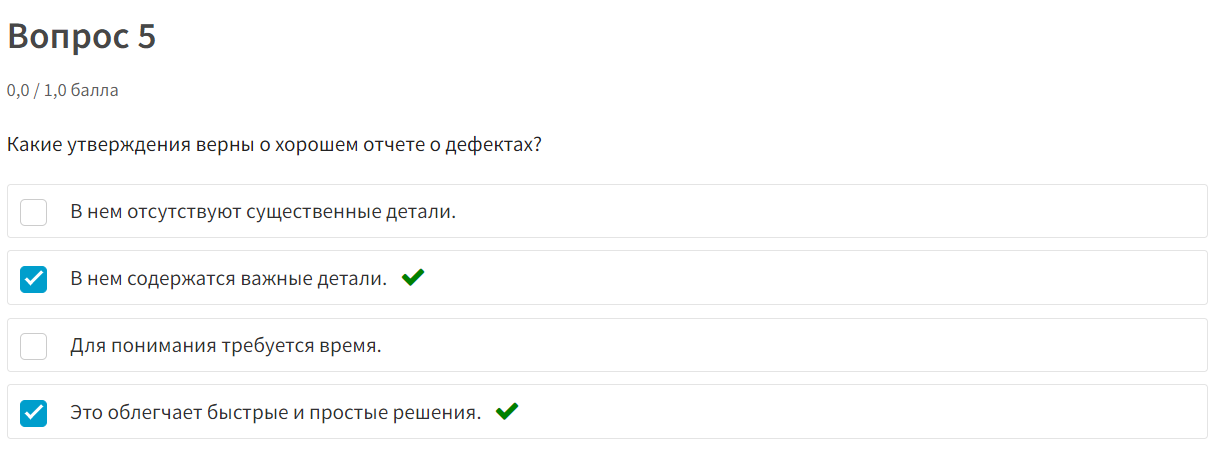 Вопрос 5
0,0 / 1,0 балла
Какие утверждения верны о хорошем отчете о дефектах?
В нем отсутствуют существенные детали.
В нем содержатся важные детали.
Для понимания требуется время.
Это облегчает быстрые и простые решения.